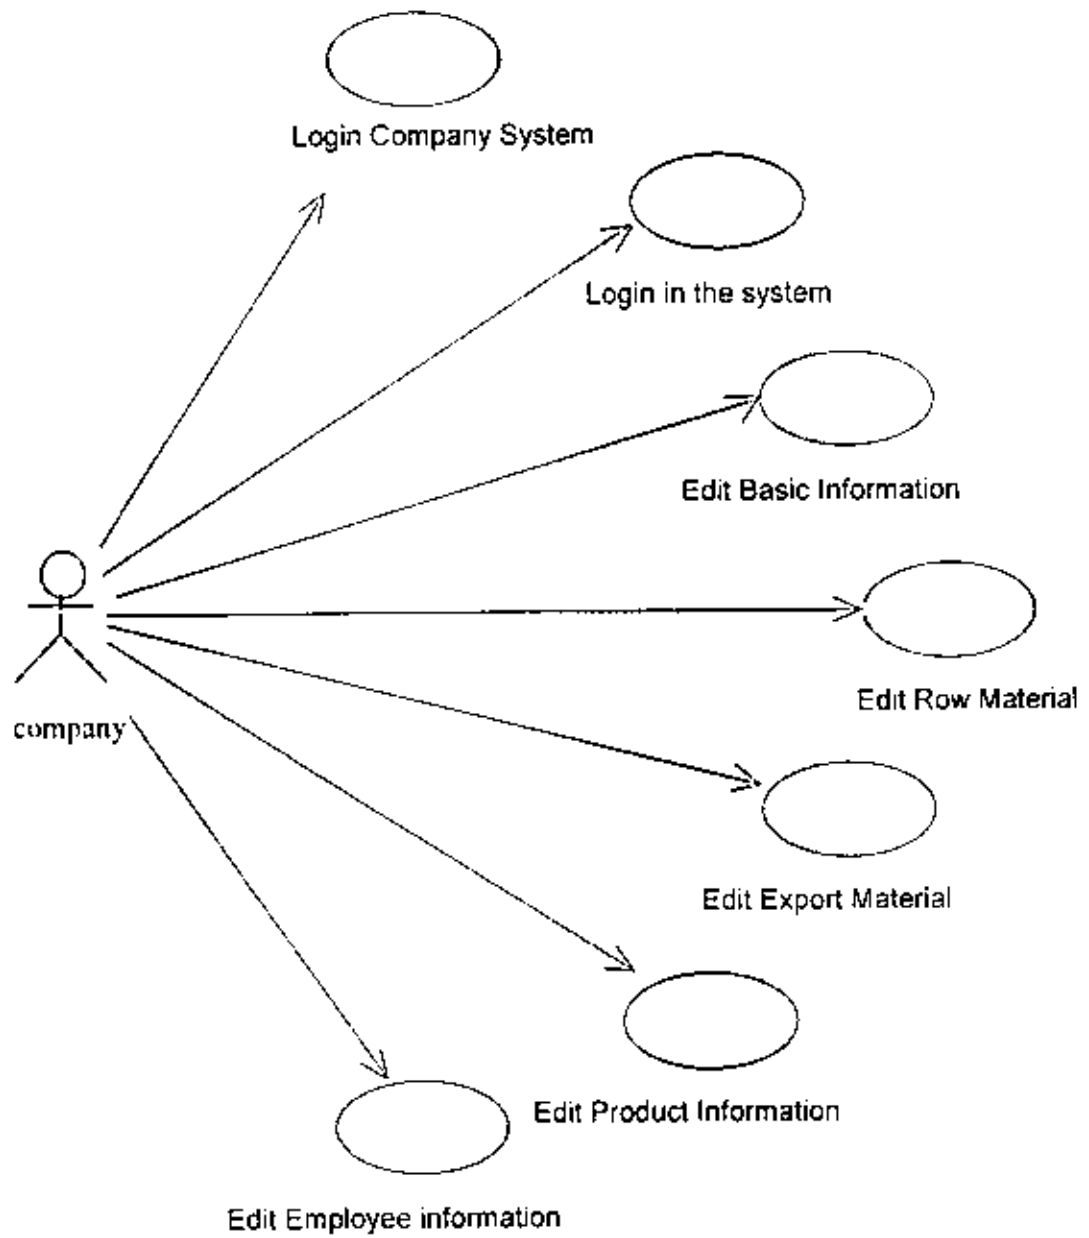 Login Company System
Login in the system
Edit Basic Information
Edit Row Material
company
Edit Export Material
Edit Product Information
Edit Employee information